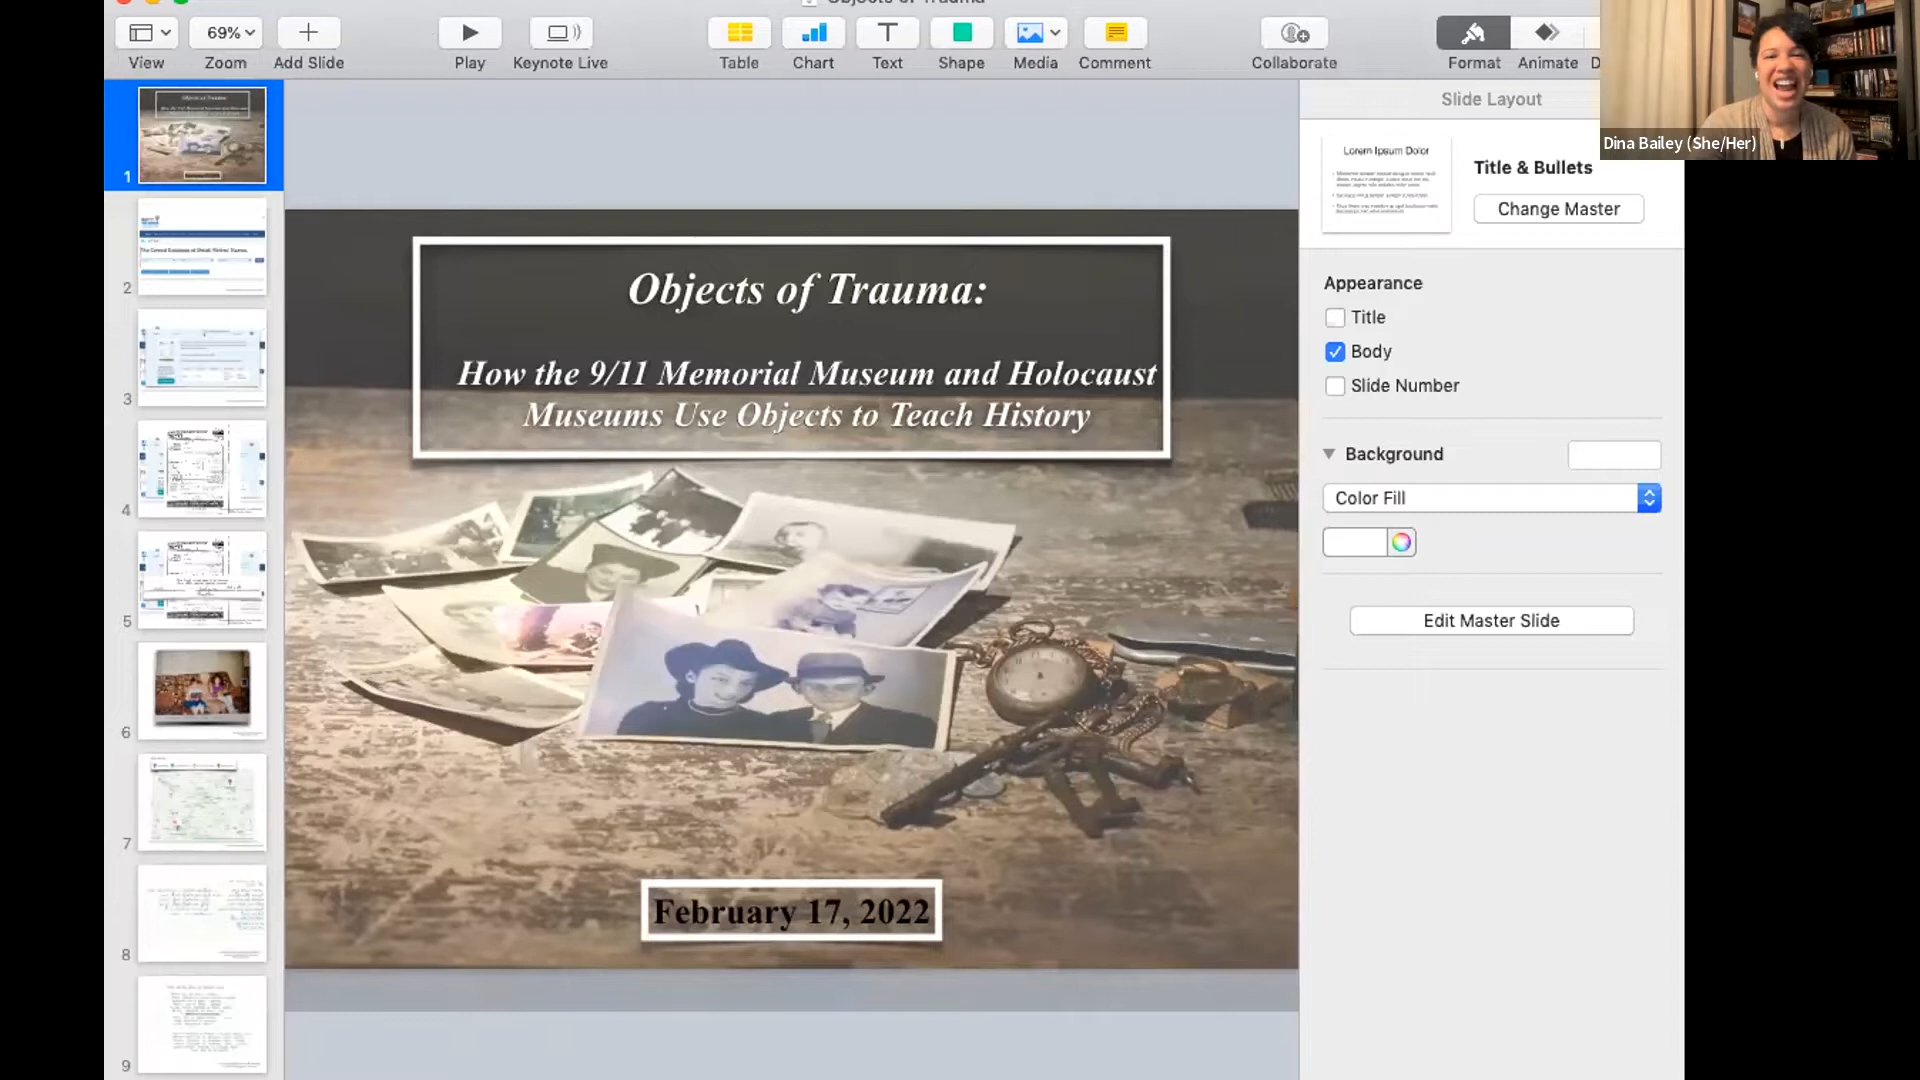 View
69%
Zoom
Add Slide
Play
Keynote Live
Table
Chart
Text
Shape
Media
Comment
Collaborate
Format
Animate
Slide Layout
Dina Bailey (She/Her)
Lorem Ipsum Dolor
Title & Bullets
Change Master
Appearance
Title
Body
Slide Number
Background
Color Fill
Edit Master Slide
Objects of Trauma:
How the 9/11 Memorial Museum and Holocaust
Museums Use Objects to Teach History
February 17, 2022
1
2
3
4
5
6
7
8
9